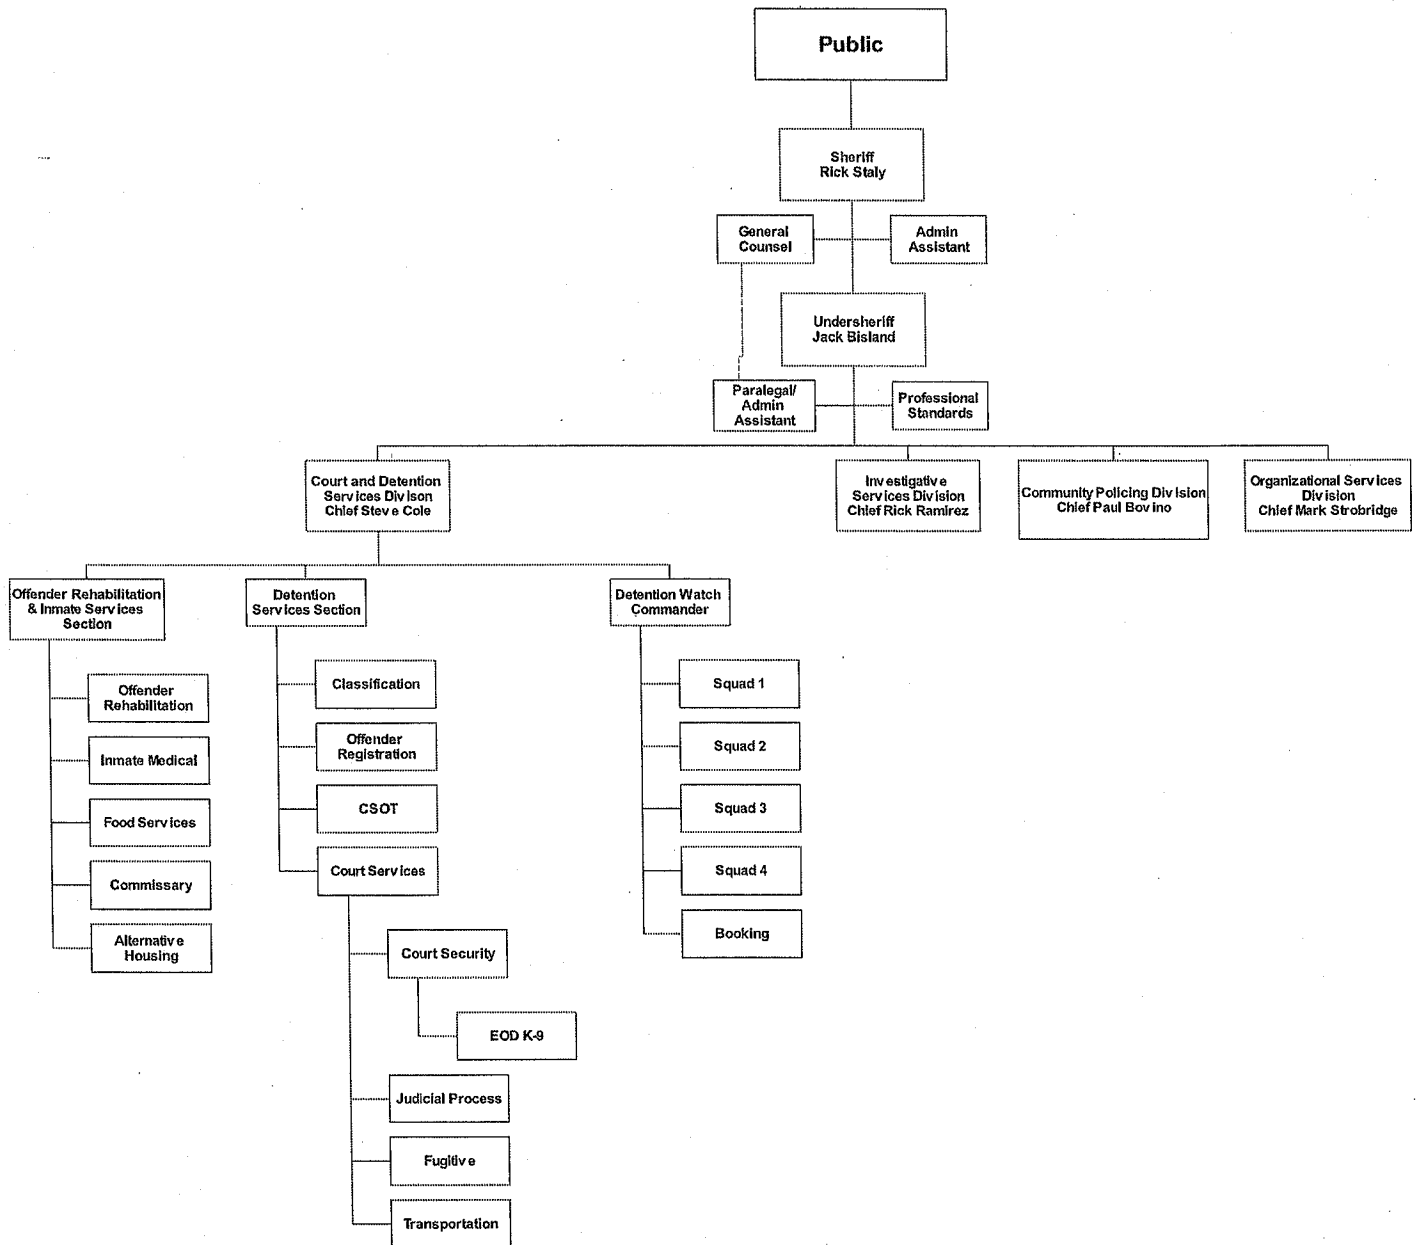 Public
Sheriff
Rick Staly
General
Counsel
Admin
Assistant
Undersheriff
Jack Bisland
Paralegal/
Admin
Assistant
Professional
Standards
Court and Detention
Services Divison
Chief Steve Cole
Investigative
Services Division
Chief Rick Ramirez
Community Policing Division
Chief Paul Bovino
Organizational Services
Division
Chief Mark Strobridge
Offender Rehabilitation
& Inmate Services
Section
Detention
Services Section
Detention Watch
Commander
Offender
Rehabilitation
Inmate Medical
Food Services
Commissary
Alternative
Housing
Classification
Offender
Registration
CSOT
Court Services
Court Security
EOD K-9
Judicial Process
Fugitive
Transportation
Squad 1
Squad 2
Squad 3
Squad 4
Booking